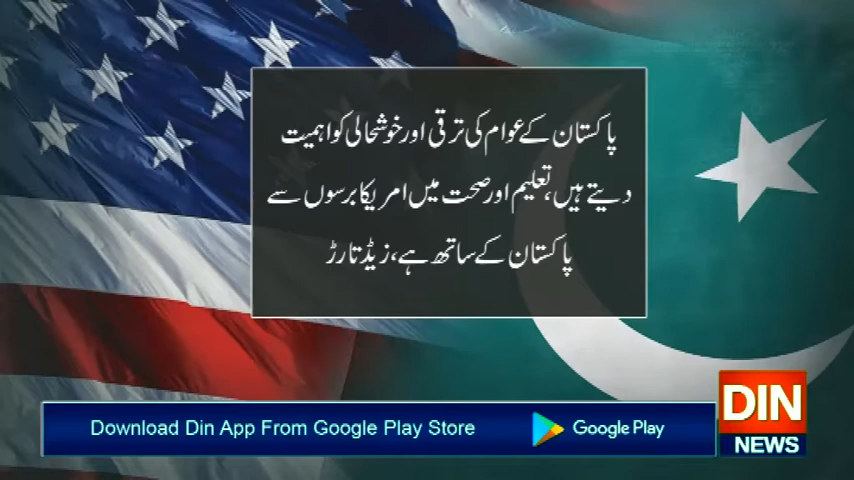 پاکستان کے عوام کی ترقی اور خوشحالی کو اہمیت
دیتے ہیں، تعلیم اور صحت میں امریکا برسوں سے
پاکستان کے ساتھ ہے، زیڈ تارڑ
Download Din App From Google Play Store
Google Play
DIN
NEWS